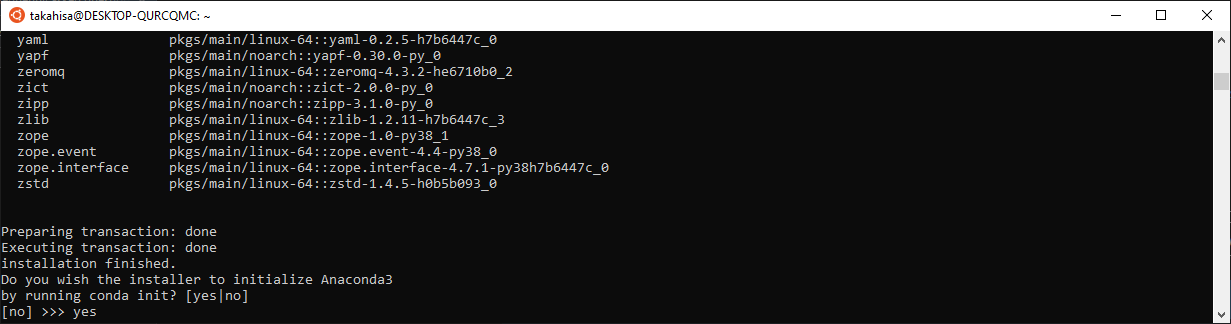 takahisa@DESKTOP-QURCQMC: ~
yaml pkgs/main/linux-64::yaml-0.2.5-h7b6447c_0
yapf pkgs/main/noarch::yapf-0.30.0-py_0
zeromq pkgs/main/linux-64::zeromq-4.3.2-he6710b0_2
zict pkgs/main/noarch::zict-2.0.0-py_0
zipp pkgs/main/noarch::zipp-3.1.0-py_0
zlib pkgs/main/linux-64::zlib-1.2.11-h7b6447c_3
zope pkgs/main/linux-64::zope-1.0-py38_1
zope.event pkgs/main/linux-64::zope.event-4.4-py38_0
zope.interface pkgs/main/linux-64::zope.interface-4.7.1-py38h7b6447c_0
zstd pkgs/main/linux-64::zstd-1.4.5-h0b5b093_0
Preparing transaction: done
Executing transaction: done
installation finished.
Do you wish the installer to initialize Anaconda3
by running conda init? [yes|no]
[no] >>> yes